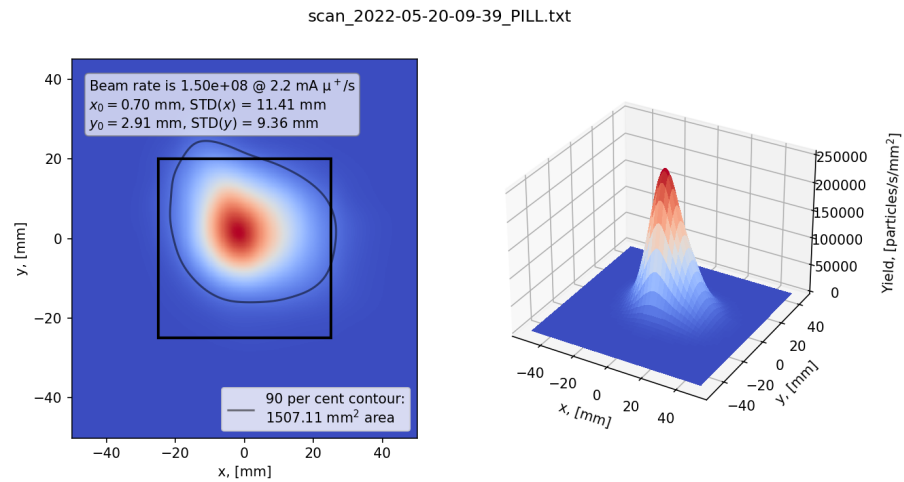 scan_2022-05-20-09-39_PILL.txt
Beam rate is 1.50e+08 @ 2.2 mA μ⁺/s
x₀ = 0.70 mm, STD(x) = 11.41 mm
y₀ = 2.91 mm, STD(y) = 9.36 mm
40
20
0
−20
−40
y, [mm]
−40
−20
0
20
40
x, [mm]
90 per cent contour:
1507.11 mm² area
250000
200000
150000
100000
50000
0
Yield, [particles/s/mm²]
−40
−20
0
20
40
x, [mm]
−40
−20
0
20
40
y, [mm]